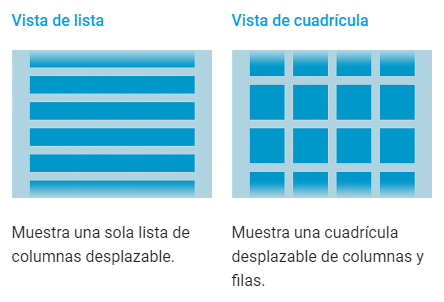 Vista de lista
Muestra una sola lista de
columnas desplazable.
Vista de cuadrícula
Muestra una cuadrícula
desplazable de columnas y
filas.